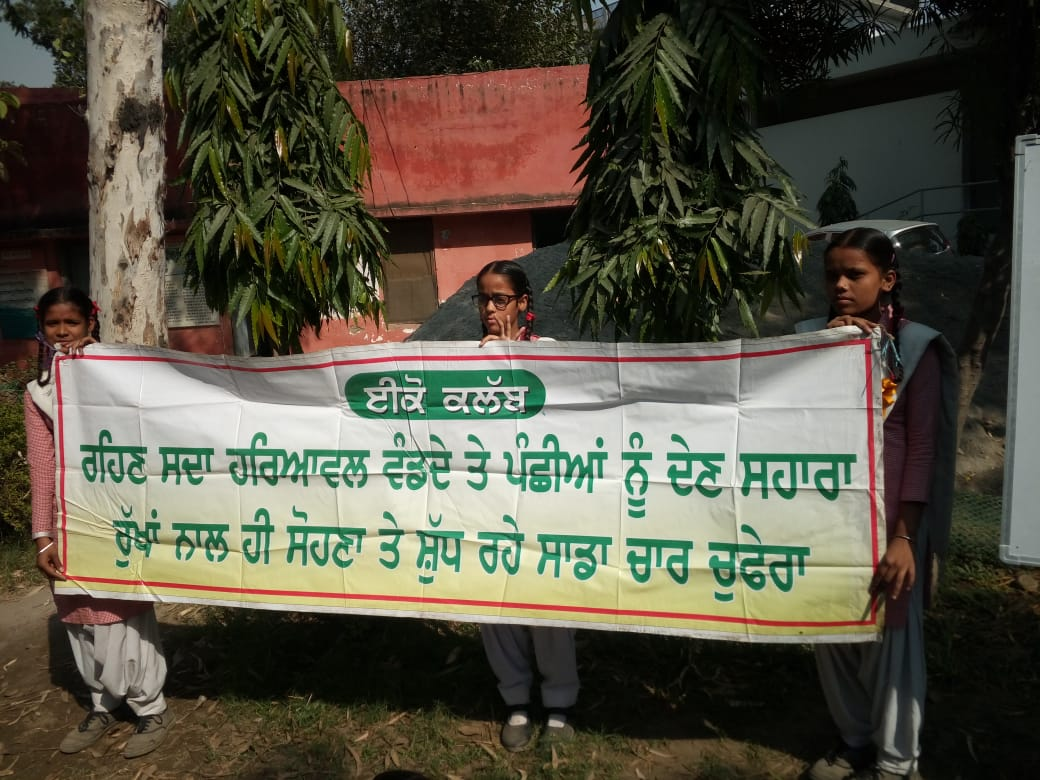 ਈਕੋ ਕਲੱਬ
ਰਹਿਣ ਸਦਾ ਹਰਿਆਵਲ ਵੰਡਦੇ ਤੇ ਪੰਛੀਆਂ ਨੂੰ ਦੇਣ ਸਹਾਰਾ
ਰੁੱਖਾਂ ਨਾਲ ਹੀ ਸੋਹਣਾ ਤੇ ਸ਼ੁੱਧ ਰਹੇ ਸਾਡਾ ਚਾਰ ਚੁਫੇਰਾ